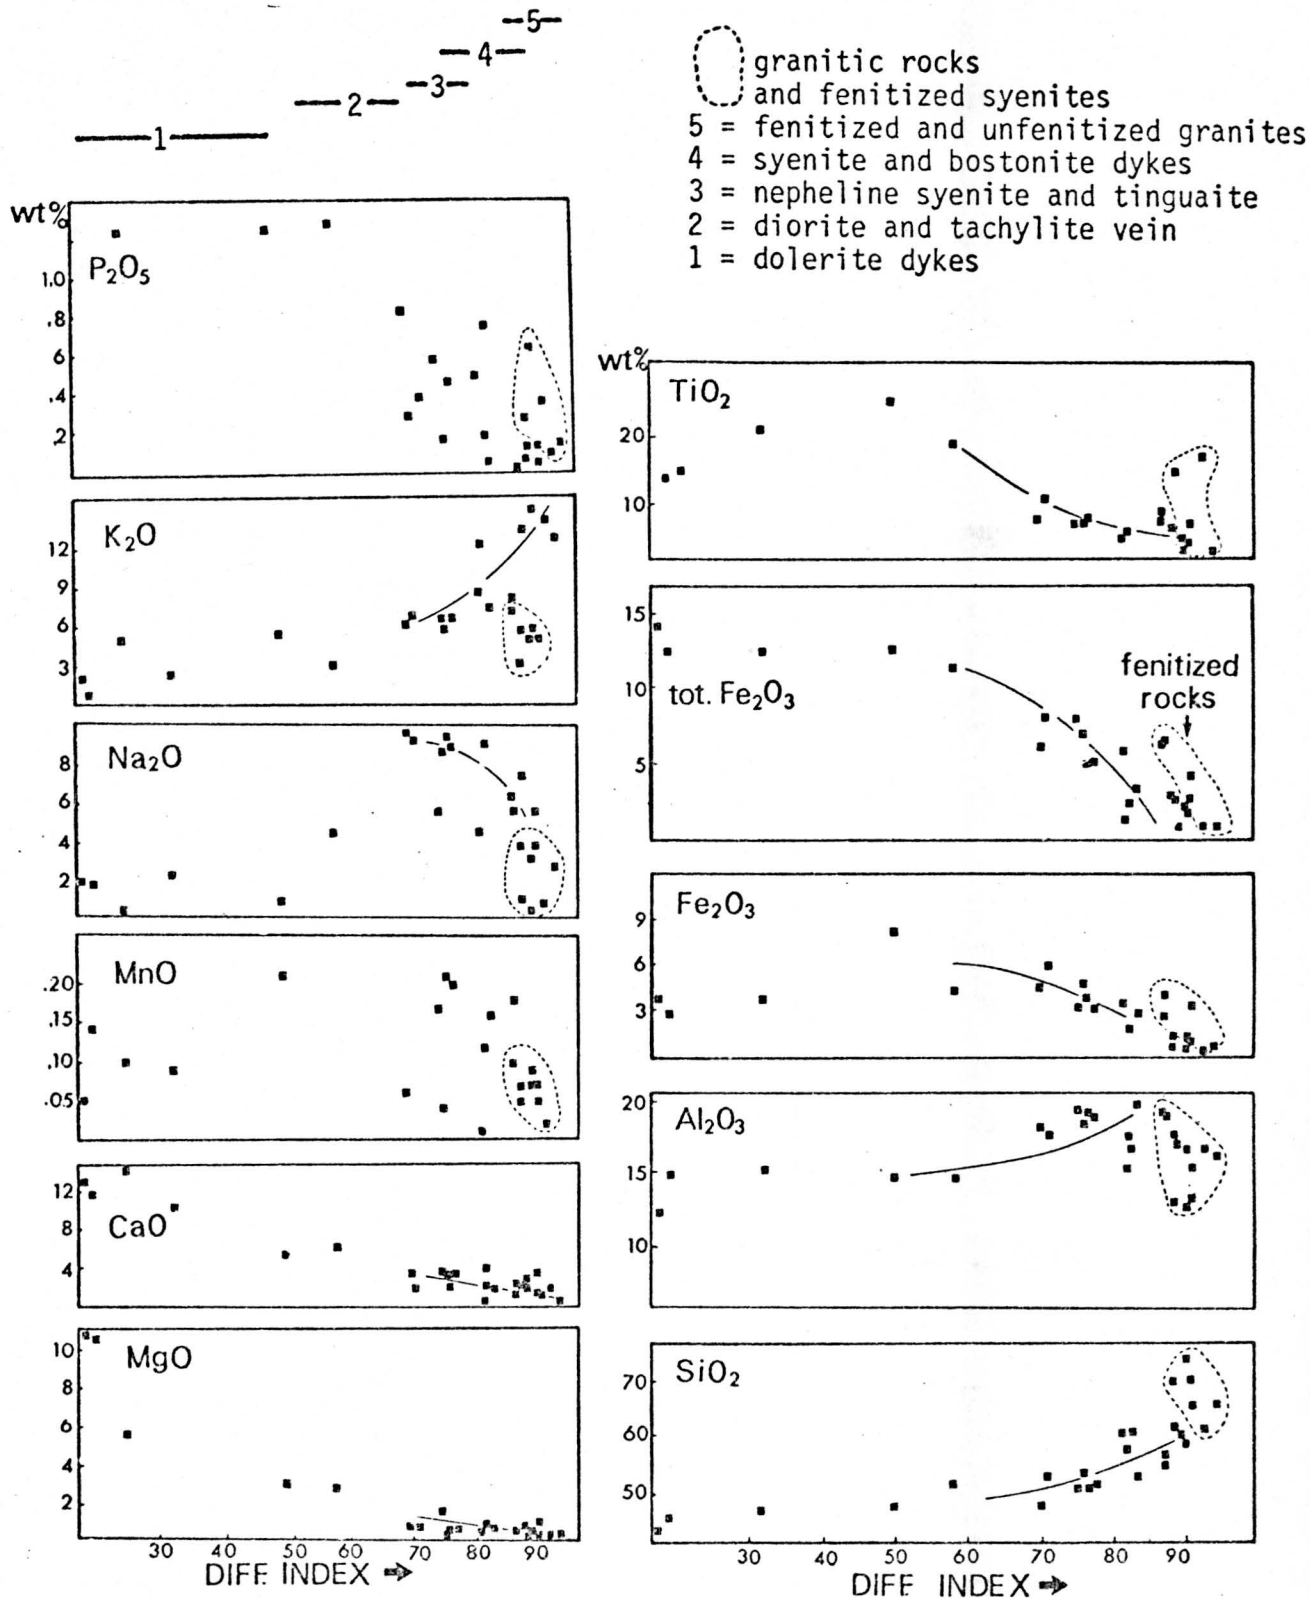 5
4
3
2
1
granitic rocks
and fenitized syenites
5 = fenitized and unfenitized granites
4 = syenite and bostonite dykes
3 = nepheline syenite and tinguaite
2 = diorite and tachylite vein
1 = dolerite dykes
wt%
P₂O₅
1.0
.8
6
.4
.2
K₂O
12
9
6
3
Na₂O
8
6
4
2
MnO
.20
.15
.10
.05
CaO
12
8
4
MgO
10
8
6
4
2
30 40 50 60 70 80 90
DIFF. INDEX ⇒
wt%
TiO₂
20
10
15
10
5
tot. Fe₂O₃
fenitized
rocks
Fe₂O₃
9
6
3
Al₂O₃
20
15
10
SiO₂
70
60
50
30 40 50 60 70 80 90
DIFF. INDEX ⇒